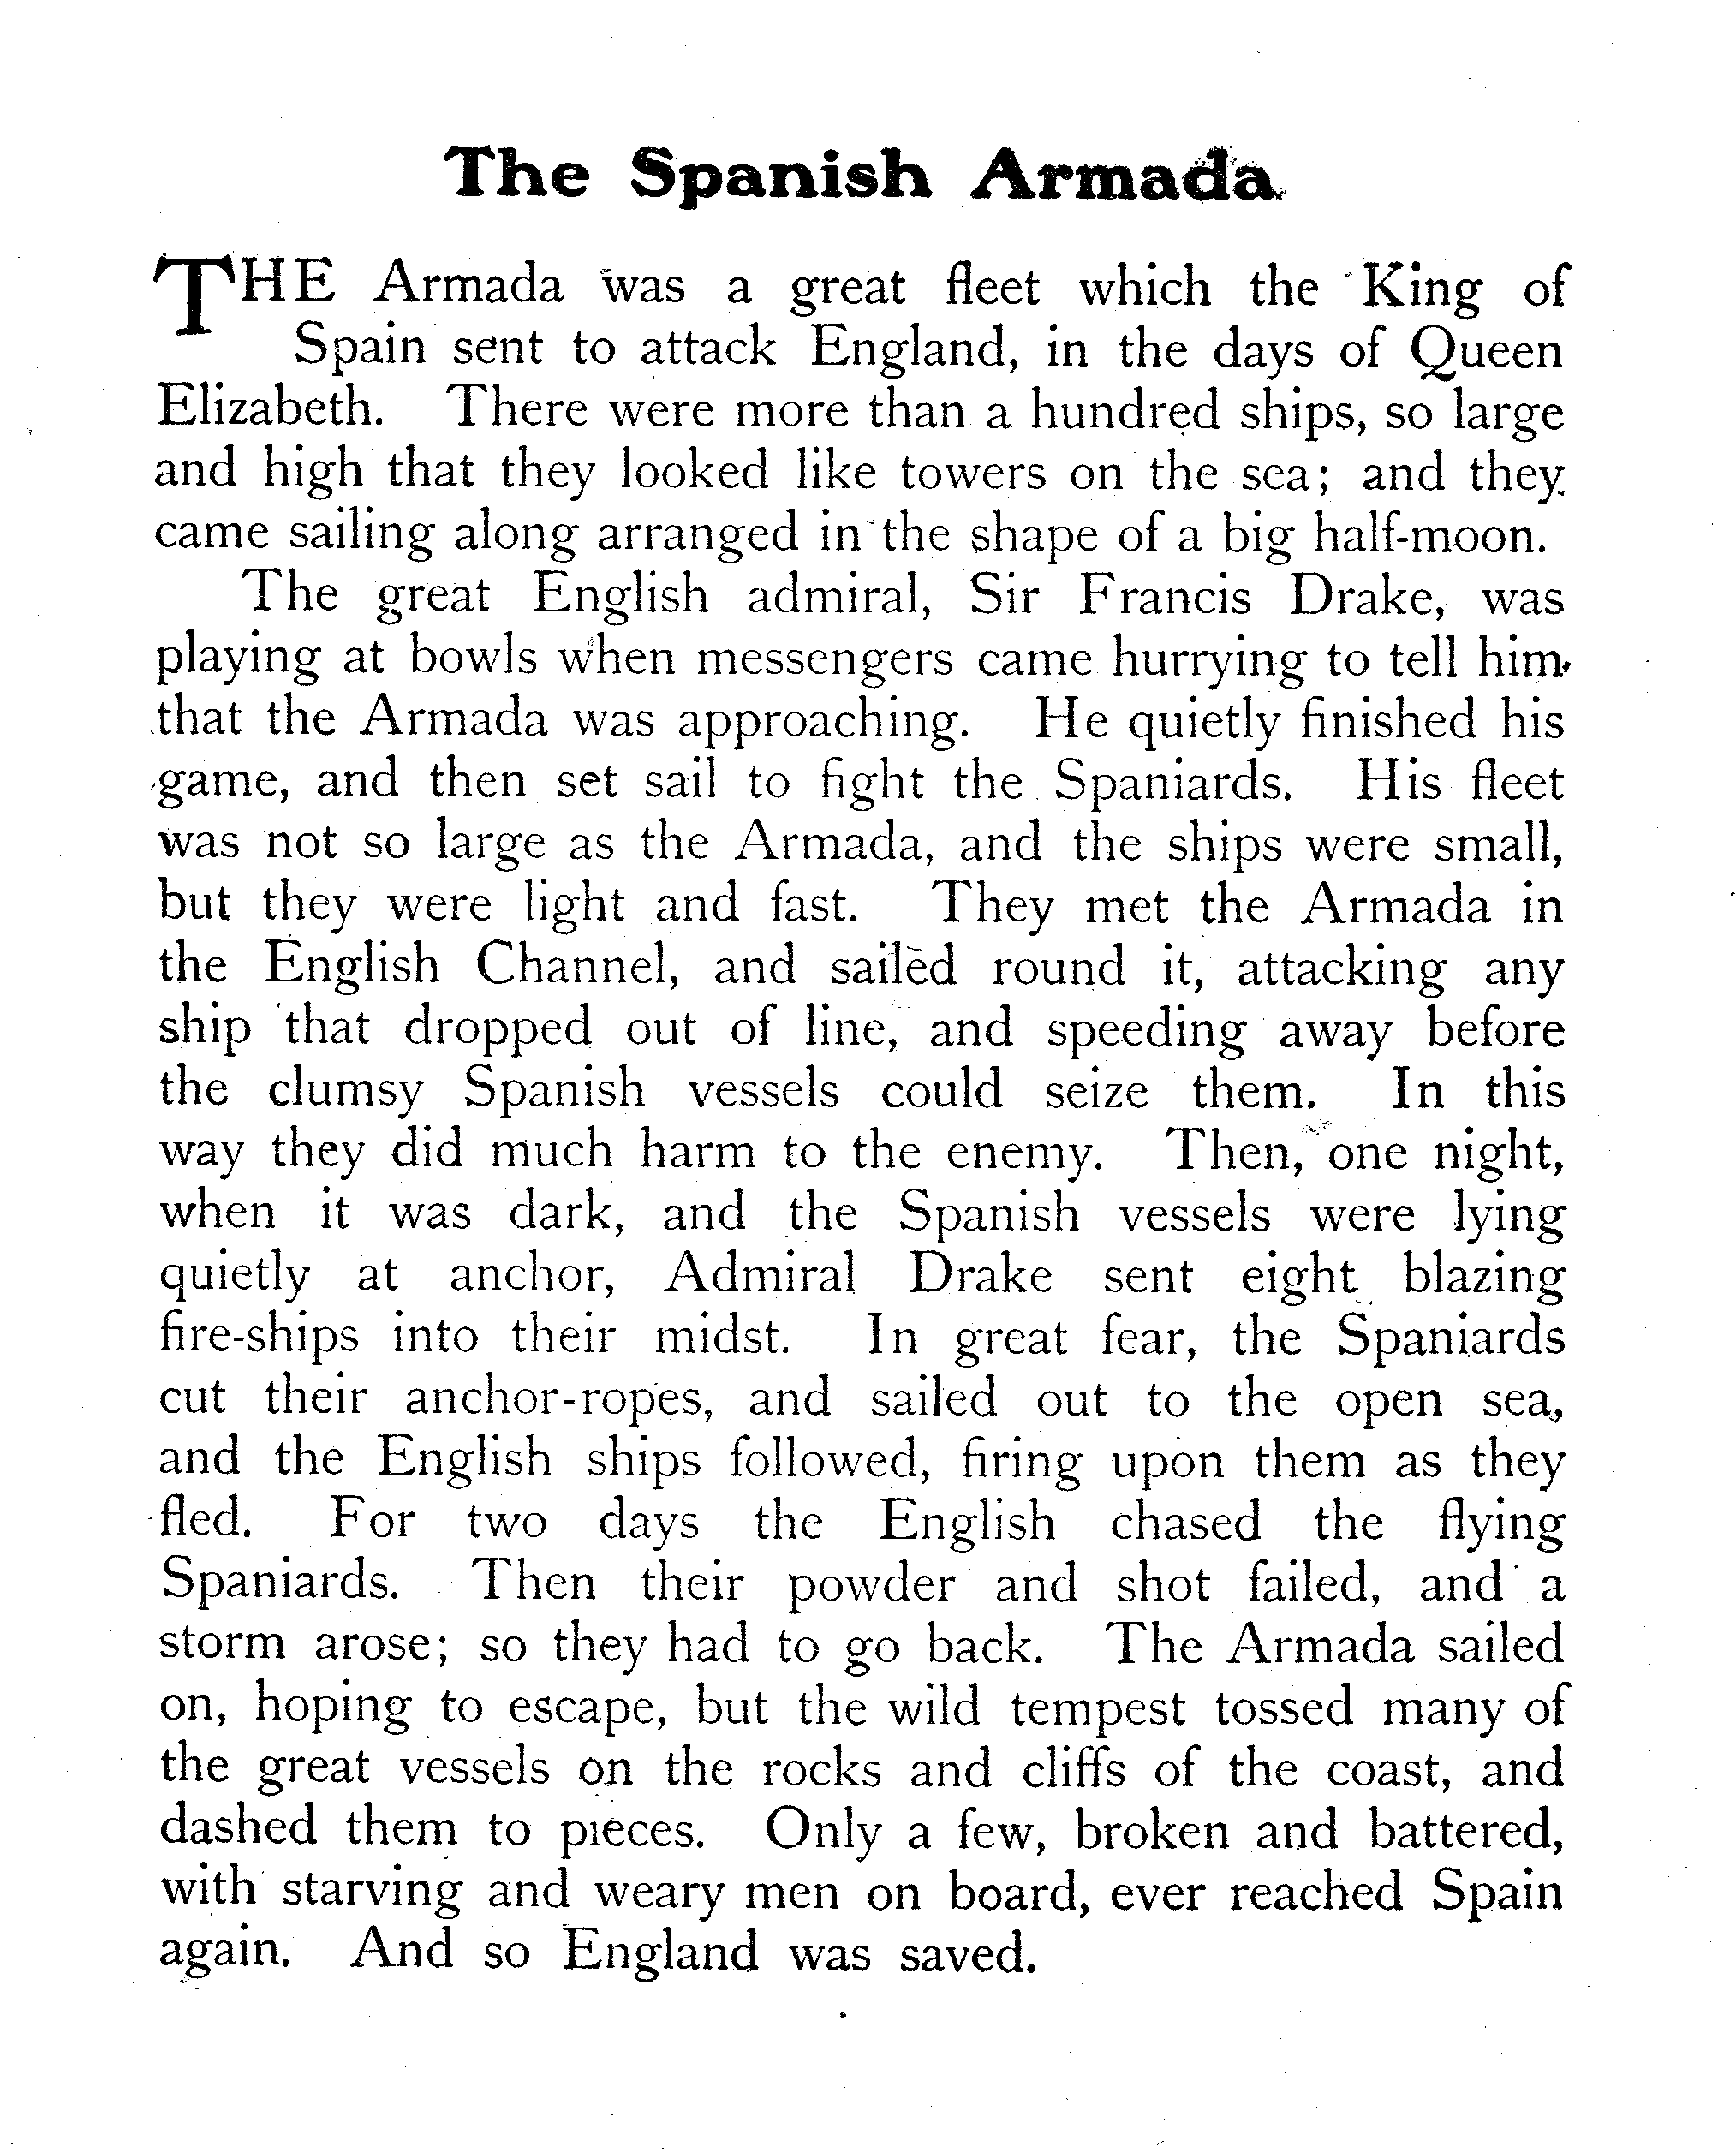 The Spanish Armada
THE Armada was a great fleet which the King of
Spain sent to attack England, in the days of Queen
Elizabeth. There were more than a hundred ships, so large
and high that they looked like towers on the sea; and they
came sailing along arranged in the shape of a big half-moon.
The great English admiral, Sir Francis Drake, was
playing at bowls when messengers came hurrying to tell him
that the Armada was approaching. He quietly finished his
game, and then set sail to fight the Spaniards. His fleet
was not so large as the Armada, and the ships were small,
but they were light and fast. They met the Armada in
the English Channel, and sailed round it, attacking any
ship that dropped out of line, and speeding away before
the clumsy Spanish vessels could seize them. In this
way they did much harm to the enemy. Then, one night,
when it was dark, and the Spanish vessels were lying
quietly at anchor, Admiral Drake sent eight blazing
fire-ships into their midst. In great fear, the Spaniards
cut their anchor-ropes, and sailed out to the open sea,
and the English ships followed, firing upon them as they
fled. For two days the English chased the flying
Spaniards. Then their powder and shot failed, and a
storm arose; so they had to go back. The Armada sailed
on, hoping to escape, but the wild tempest tossed many of
the great vessels on the rocks and cliffs of the coast, and
dashed them to pieces. Only a few, broken and battered,
with starving and weary men on board, ever reached Spain
again. And so England was saved.